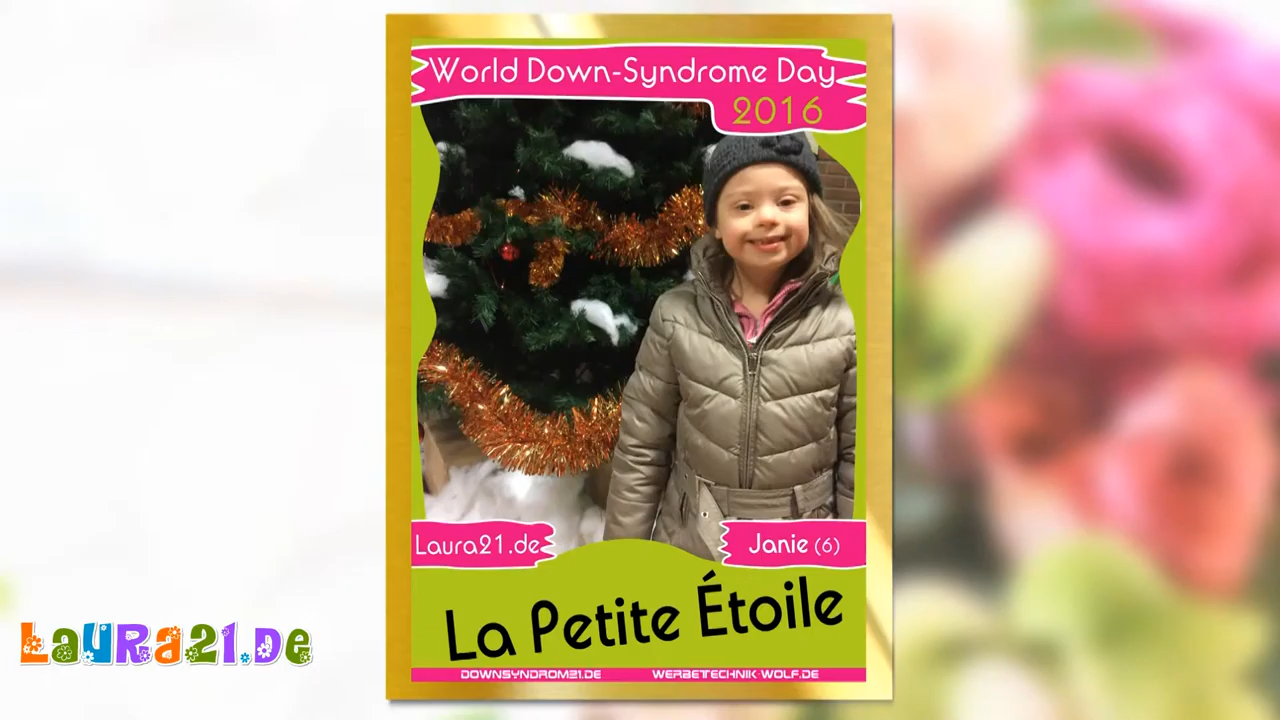 World Down-Syndrome Day
2016
Laura21.de
Janie (6)
La Petite Étoile
DOWNSYNDROM21.DE
WERBETECHNIK-WOLF.DE
LaURa21.De